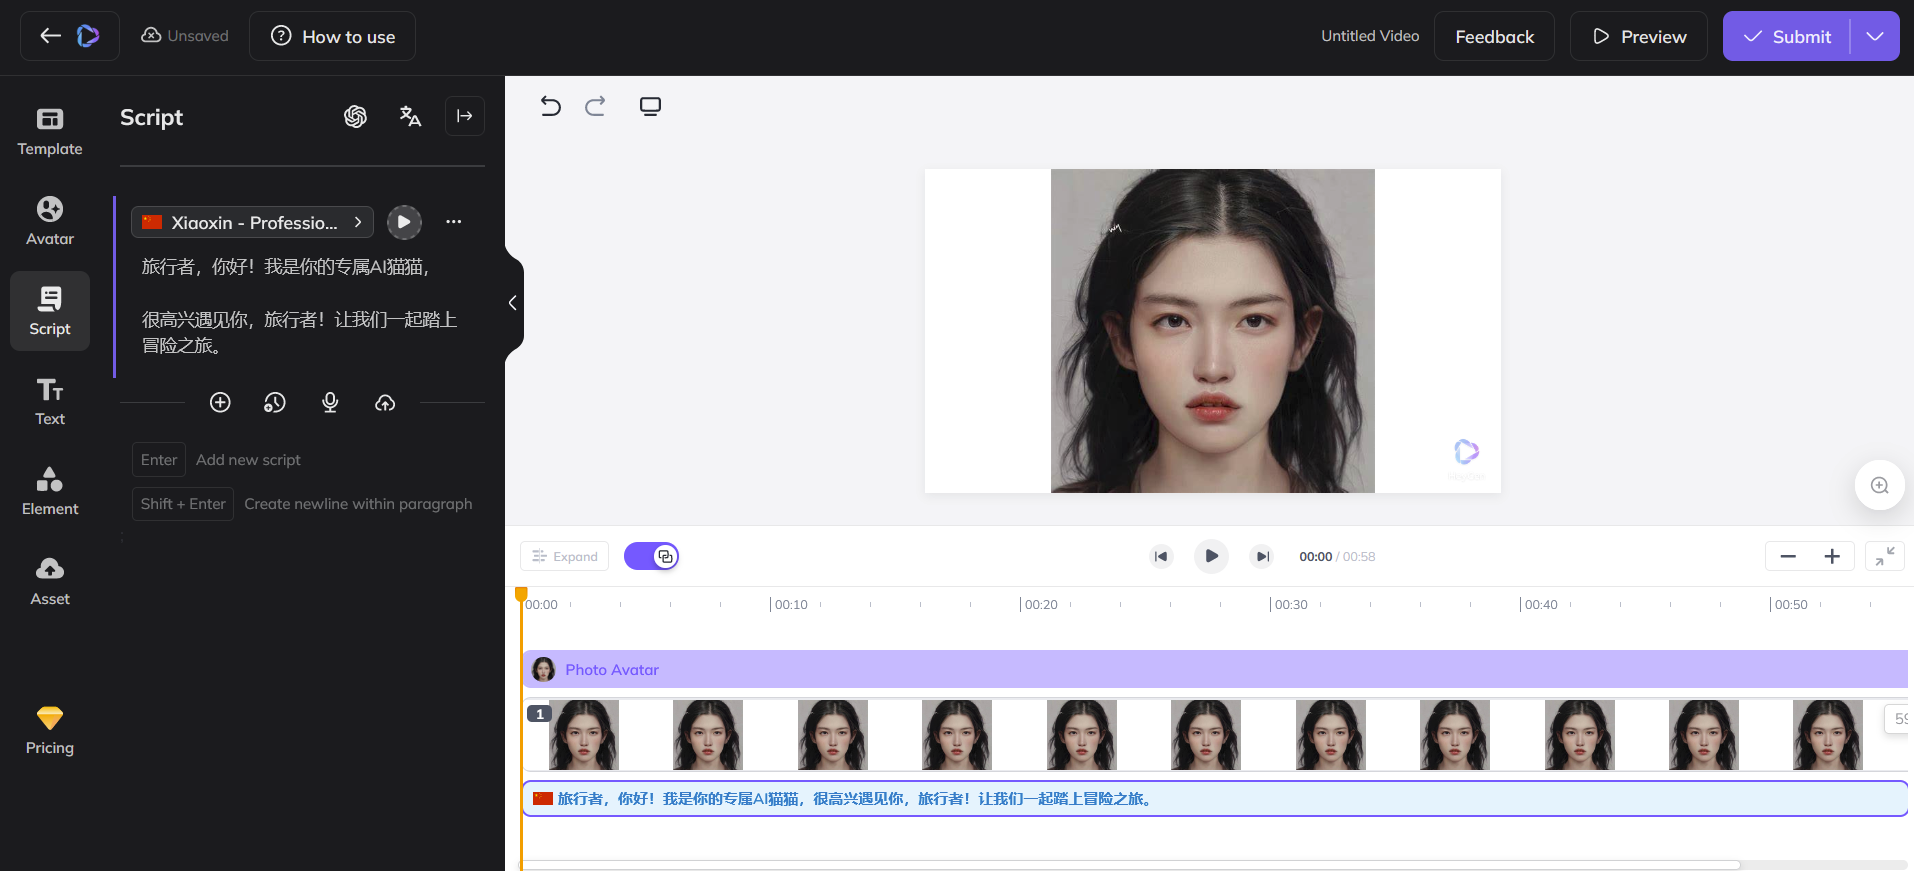 Unsaved
How to use
Untitled Video
Feedback
Preview
Submit
Template
Avatar
Script
Text
Element
Asset
Pricing
Script
Xiaoxin - Professio...
旅行者，你好！我是你的专属AI猫猫，
很高兴遇见你，旅行者！让我们一起踏上
冒险之旅。
Enter Add new script
Shift + Enter Create newline within paragraph
Expand
00:00 / 00:58
00:00 00:10 00:20 00:30 00:40 00:50
Photo Avatar
1
旅行者，你好！我是你的专属AI猫猫，很高兴遇见你，旅行者！让我们一起踏上冒险之旅。